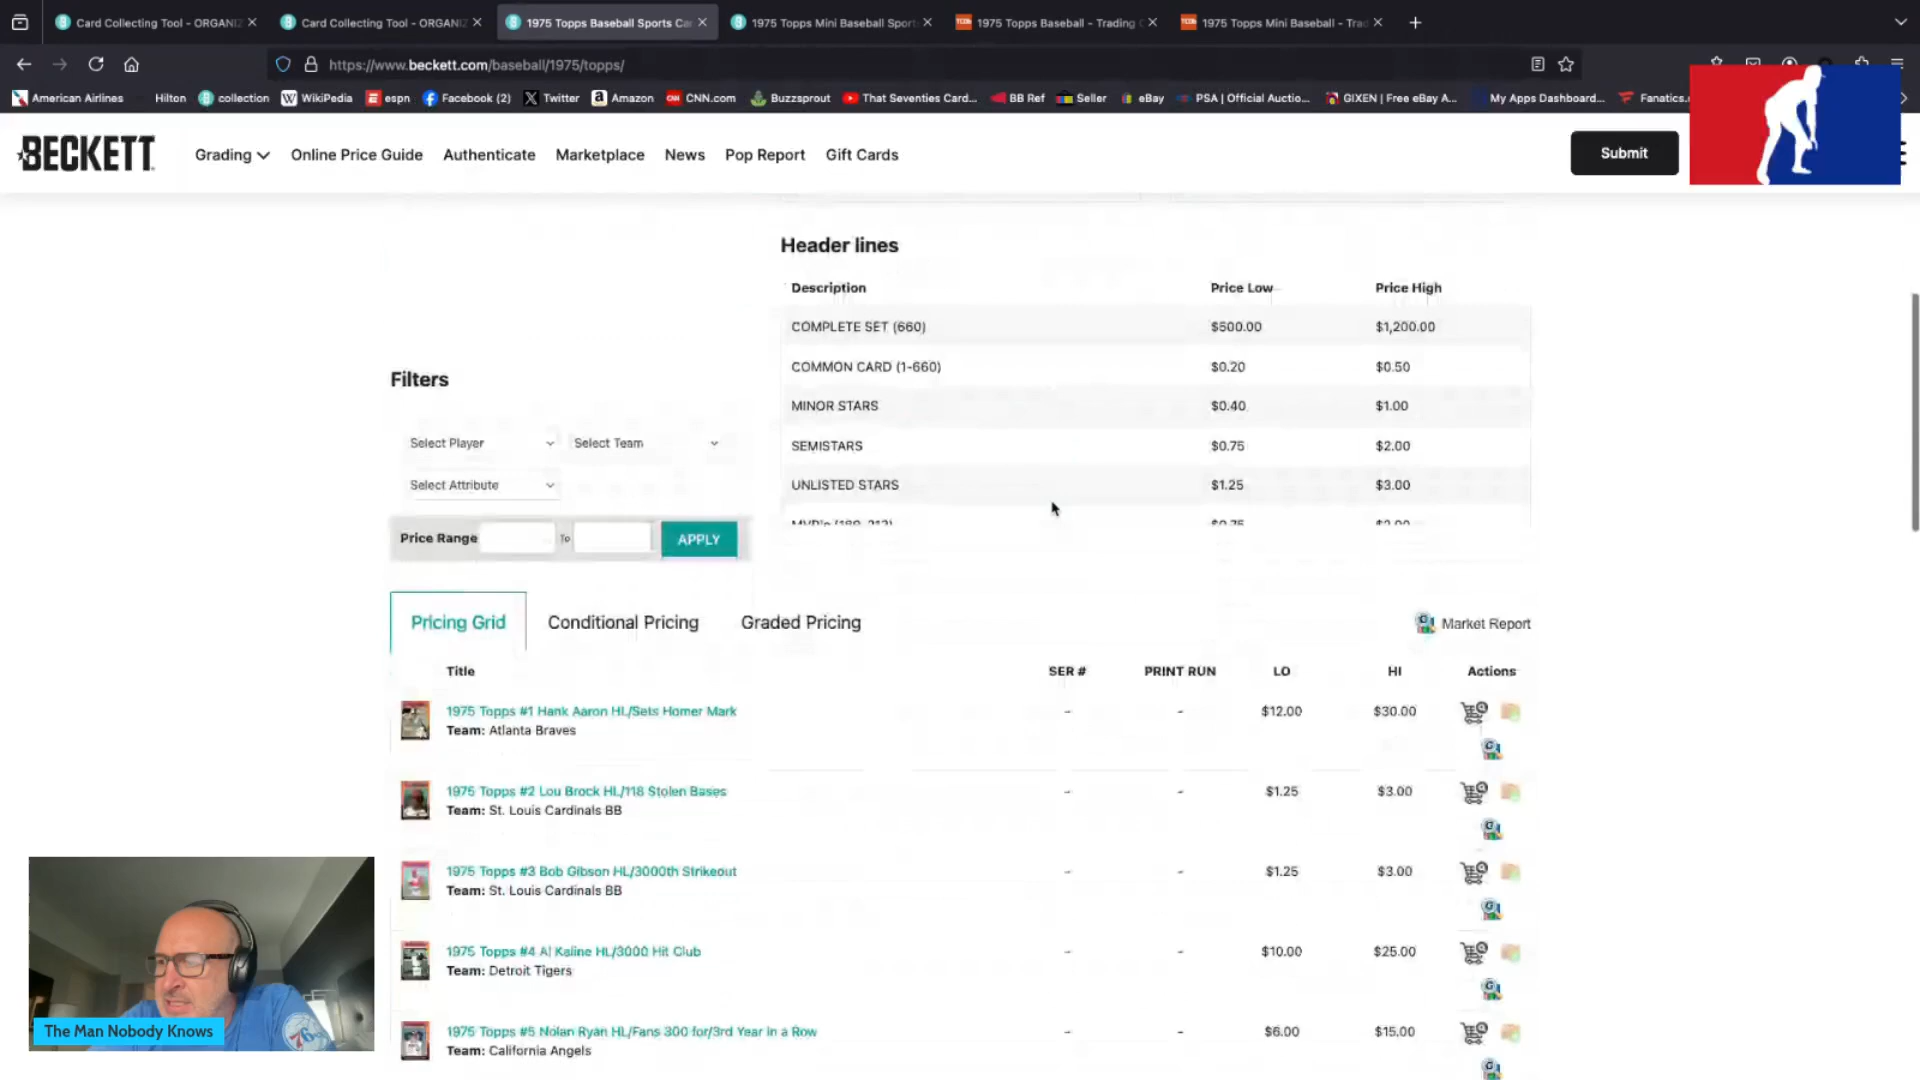 Card Collecting Tool - ORGANIZ
Card Collecting Tool - ORGANIZ
1975 Topps Baseball Sports Ca
1975 Topps Mini Baseball Sport
1975 Topps Baseball - Trading
1975 Topps Mini Baseball - Trad
https://www.beckett.com/baseball/1975/topps/
American Airlines
Hilton
collection
WikiPedia
espn
Facebook (2)
Twitter
Amazon
CNN.com
Buzzsprout
That Seventies Card...
BB Ref
Seller
eBay
PSA | Official Auctio...
GIXEN | Free eBay A...
My Apps Dashboard...
Fanatics.
BECKETT
Grading
Online Price Guide
Authenticate
Marketplace
News
Pop Report
Gift Cards
Submit
Header lines
Description Price Low Price High
COMPLETE SET (660) $500.00 $1,200.00
COMMON CARD (1-660) $0.20 $0.50
MINOR STARS $0.40 $1.00
SEMISTARS $0.75 $2.00
UNLISTED STARS $1.25 $3.00
MVP's (189-212) $0.75 $2.00
Filters
Select Player
Select Team
Select Attribute
Price Range To APPLY
Pricing Grid
Conditional Pricing
Graded Pricing
Market Report
Title SER # PRINT RUN LO HI Actions
1975 Topps #1 Hank Aaron HL/Sets Homer Mark - - $12.00 $30.00
Team: Atlanta Braves
1975 Topps #2 Lou Brock HL/118 Stolen Bases - - $1.25 $3.00
Team: St. Louis Cardinals BB
1975 Topps #3 Bob Gibson HL/3000th Strikeout - - $1.25 $3.00
Team: St. Louis Cardinals BB
1975 Topps #4 Al Kaline HL/3000 Hit Club - - $10.00 $25.00
Team: Detroit Tigers
1975 Topps #5 Nolan Ryan HL/Fans 300 for/3rd Year in a Row - - $6.00 $15.00
Team: California Angels
The Man Nobody Knows